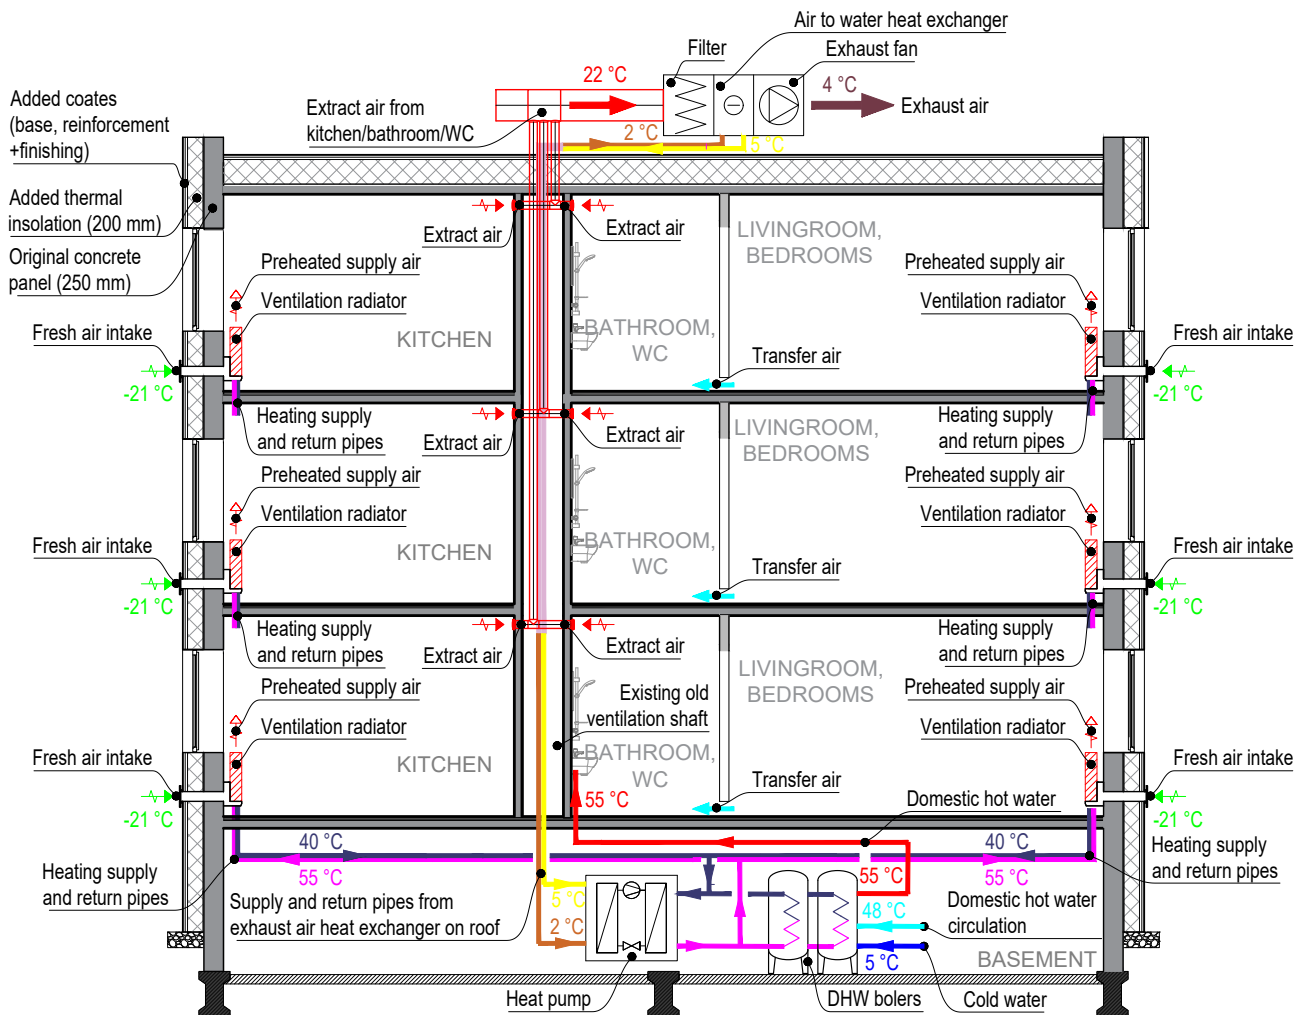 Air to water heat exchanger
Filter
Exhaust fan
22 °C
4 °C
Exhaust air
Added coates
(base, reinforcement
+finishing)
Extract air from
kitchen/bathroom/WC
2 °C
5 °C
Added thermal
insolation (200 mm)
Original concrete
panel (250 mm)
Extract air
Extract air
LIVINGROOM,
BEDROOMS
Preheated supply air
Preheated supply air
Ventilation radiator
Ventilation radiator
Fresh air intake
KITCHEN
BATHROOM,
WC
Fresh air intake
Transfer air
-21 °C
-21 °C
Heating supply
and return pipes
Heating supply
and return pipes
Extract air
Extract air
LIVINGROOM,
BEDROOMS
Preheated supply air
Preheated supply air
Ventilation radiator
Ventilation radiator
Fresh air intake
KITCHEN
BATHROOM,
WC
Fresh air intake
Transfer air
-21 °C
-21 °C
Heating supply
and return pipes
Heating supply
and return pipes
Extract air
Extract air
LIVINGROOM,
BEDROOMS
Preheated supply air
Preheated supply air
Existing old
ventilation shaft
Ventilation radiator
Ventilation radiator
Fresh air intake
KITCHEN
BATHROOM,
WC
Fresh air intake
Transfer air
55 °C
Domestic hot water
-21 °C
-21 °C
40 °C
40 °C
Heating supply
and return pipes
55 °C
55 °C
55 °C
Heating supply
and return pipes
Supply and return pipes from
exhaust air heat exchanger on roof
5 °C
2 °C
48 °C
Domestic hot water
circulation
5 °C
BASEMENT
Heat pump
DHW bolers
Cold water